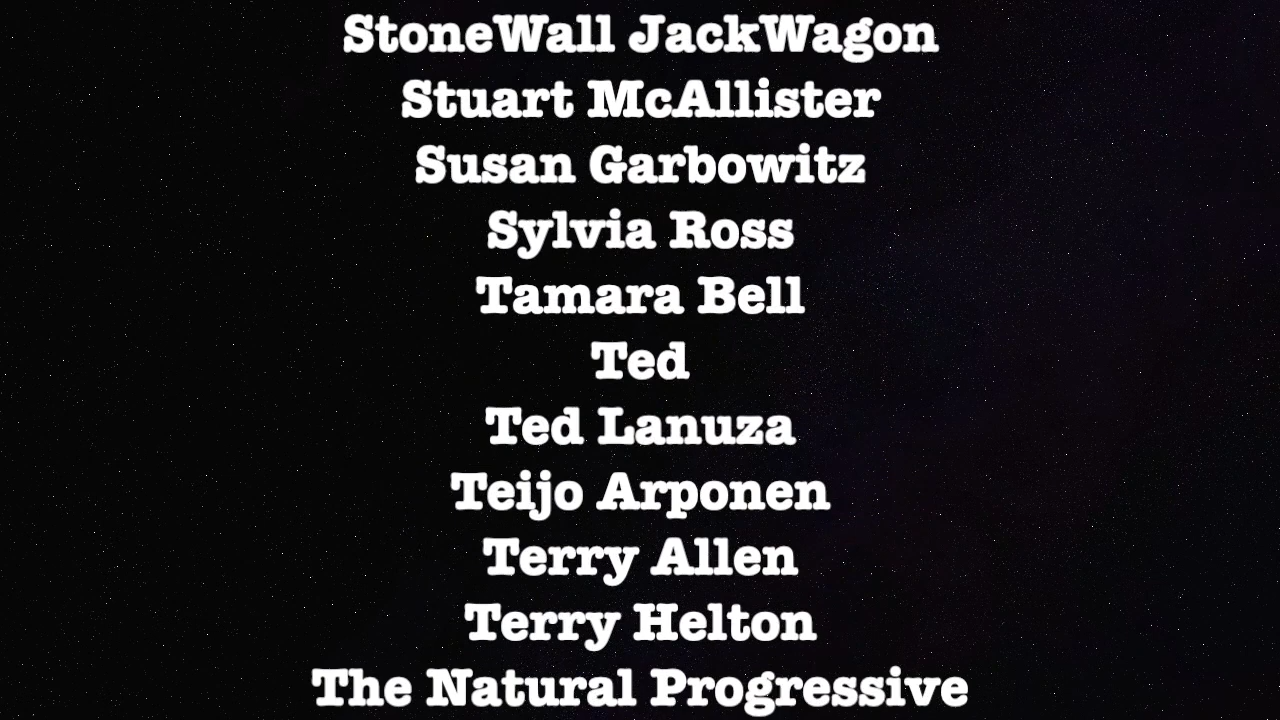 StoneWall JackWagon
Stuart McAllister
Susan Garbowitz
Sylvia Ross
Tamara Bell
Ted
Ted Lanuza
Teijo Arponen
Terry Allen
Terry Helton
The Natural Progressive